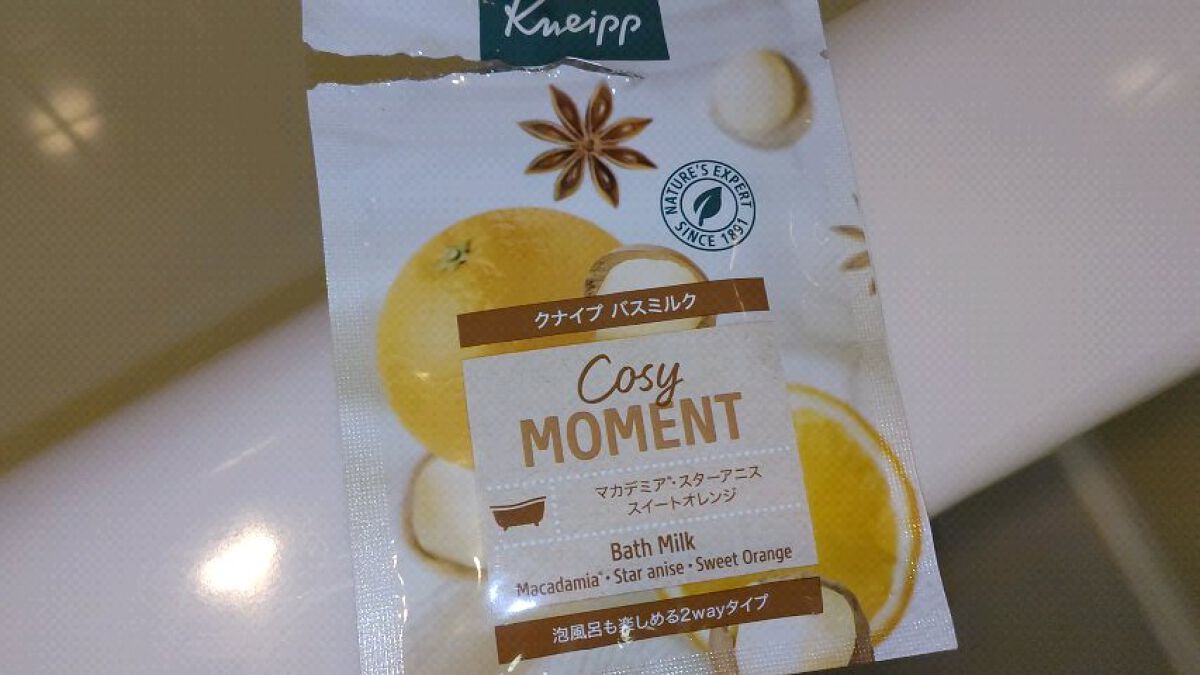 Kneipp
NATURE'S EXPERT
SINCE 1891
クナイプ バスミルク
Cosy
MOMENT
マカデミア*・スターアニス
スイートオレンジ
Bath Milk
Macadamia*・Star anise・Sweet Orange
泡風呂も楽しめる2wayタイプ